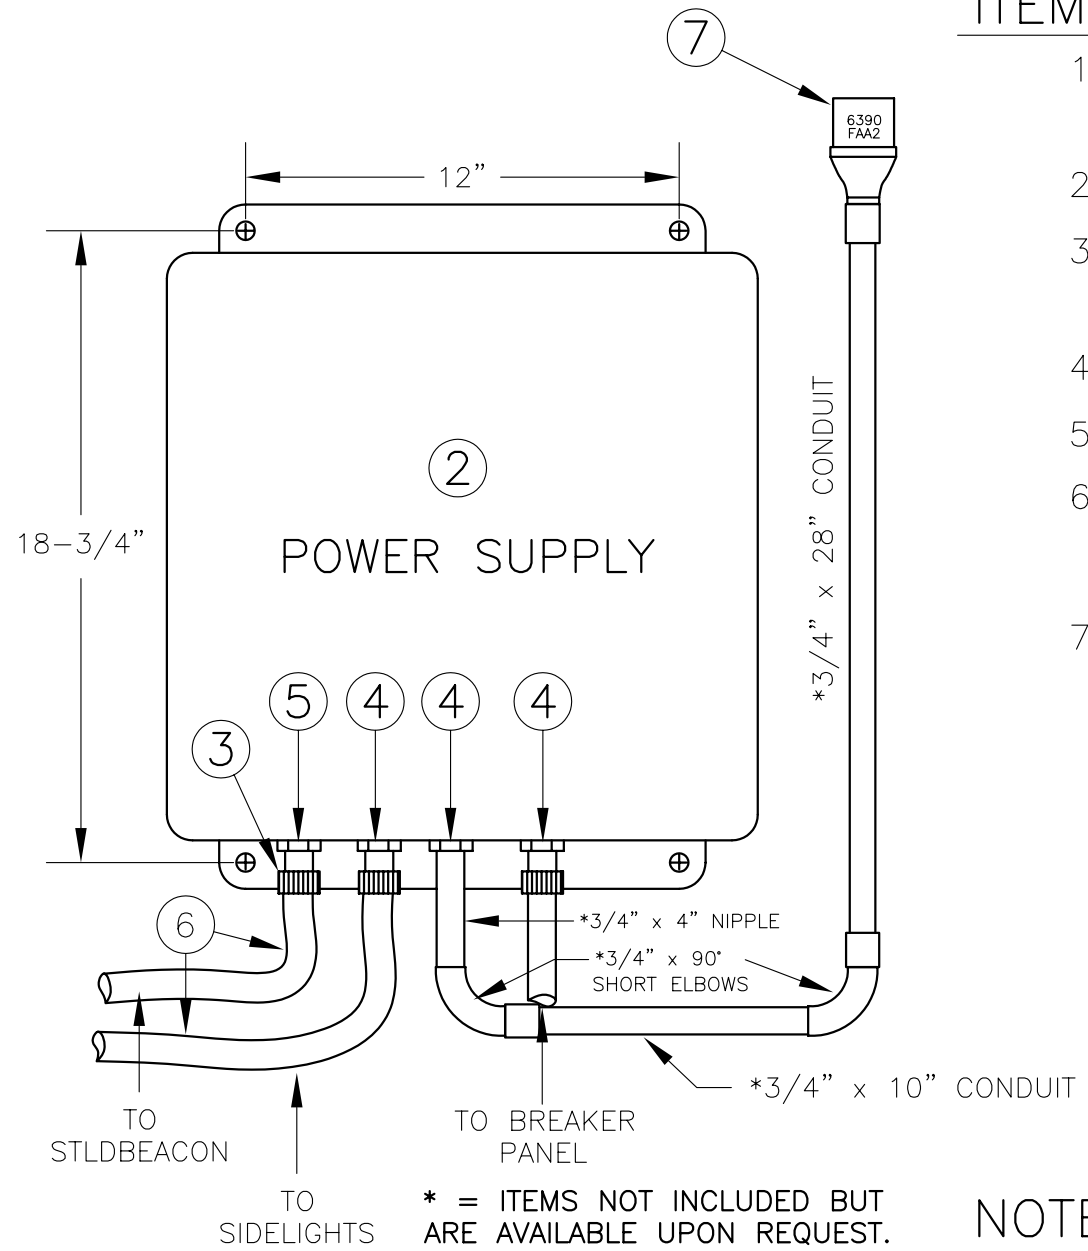 7
ITEM
1
6390
FAA2
12”
2
3
*3/4” x 28” CONDUIT
4
5
2
6
18-3/4”
POWER SUPPLY
7
5
4
4
4
3
6
*3/4” x 4” NIPPLE
*3/4” x 90°
SHORT ELBOWS
*3/4” x 10” CONDUIT
TO
STLDBEACON
TO BREAKER
PANEL
TO
SIDELIGHTS
* = ITEMS NOT INCLUDED BUT
ARE AVAILABLE UPON REQUEST.
NOTE